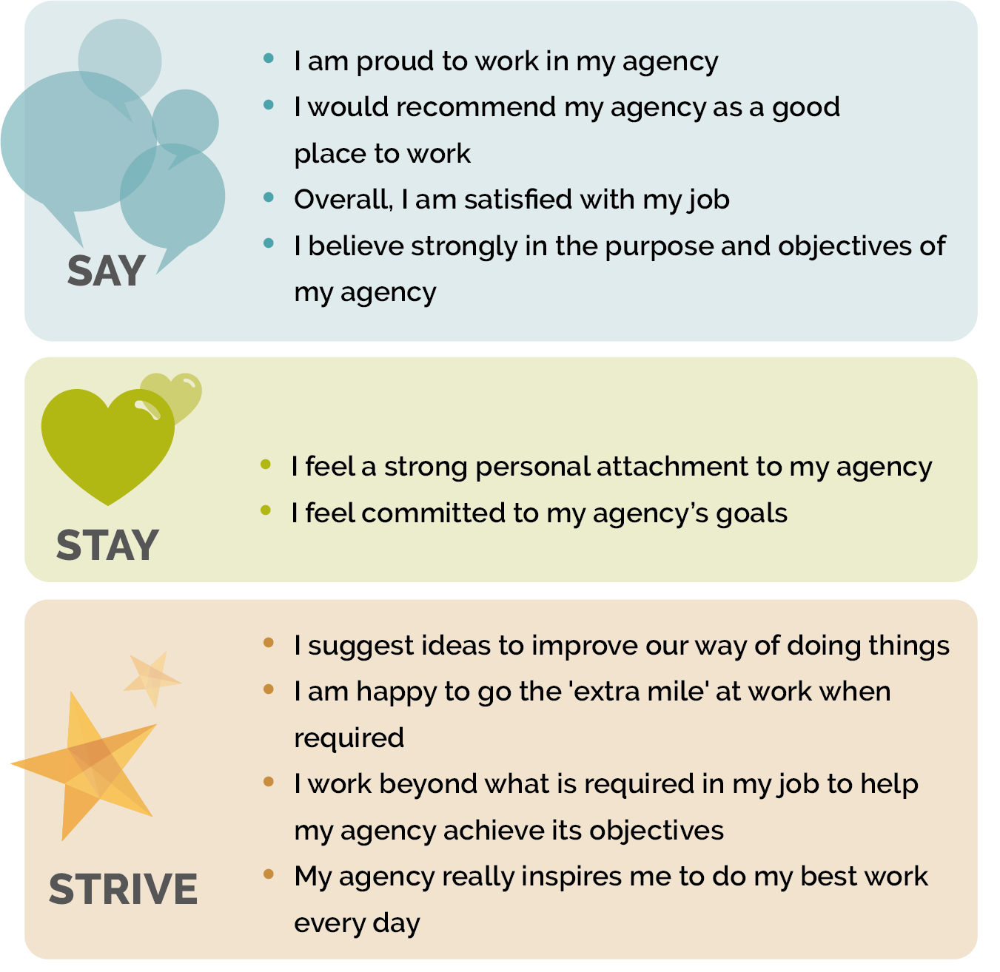 SAY
• I am proud to work in my agency
• I would recommend my agency as a good
place to work
• Overall, I am satisfied with my job
• I believe strongly in the purpose and objectives of
my agency
STAY
• I feel a strong personal attachment to my agency
• I feel committed to my agency’s goals
STRIVE
• I suggest ideas to improve our way of doing things
• I am happy to go the 'extra mile' at work when
required
• I work beyond what is required in my job to help
my agency achieve its objectives
• My agency really inspires me to do my best work
every day